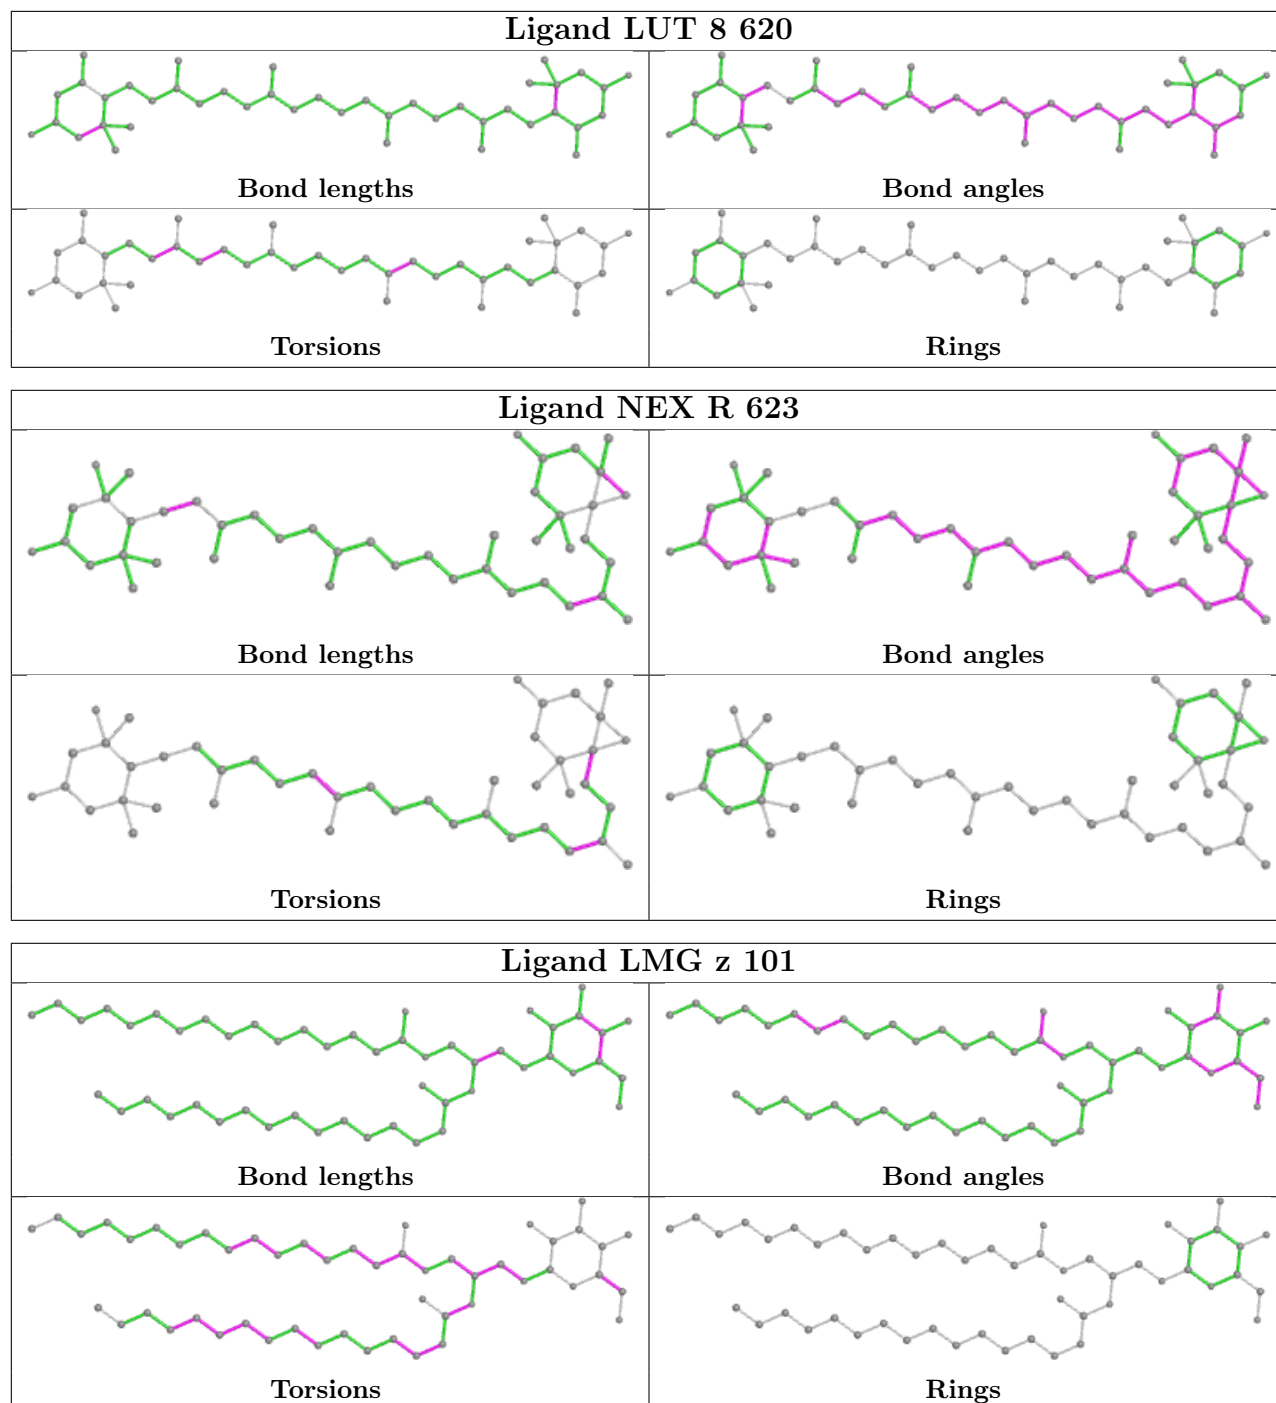 Ligand LUT 8 620
Bond lengths
Bond angles
Torsions
Rings
Ligand NEX R 623
Bond lengths
Bond angles
Torsions
Rings
Ligand LMG z 101
Bond lengths
Bond angles
Torsions
Rings